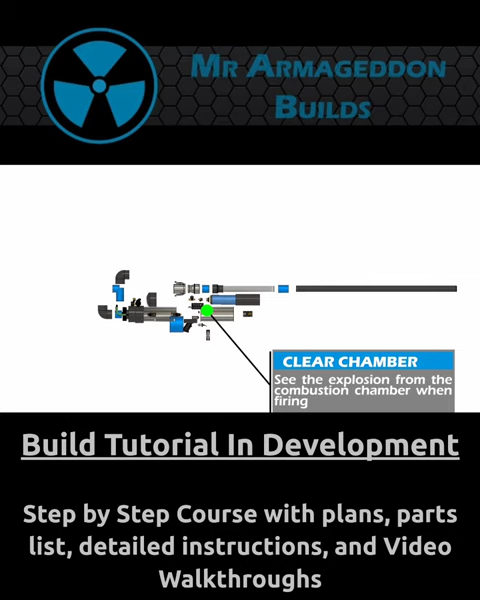 Mr Armageddon
Builds
CLEAR CHAMBER
See the explosion from the
combustion chamber when
firing
Build Tutorial In Development
Step by Step Course with plans, parts
list, detailed instructions, and Video
Walkthroughs